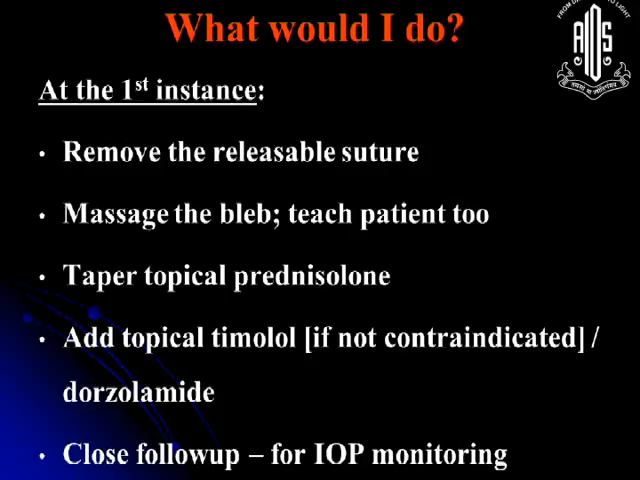 What would I do?
At the 1st instance:
• Remove the releasable suture
• Massage the bleb; teach patient too
• Taper topical prednisolone
• Add topical timolol [if not contraindicated] /
dorzolamide
• Close followup – for IOP monitoring
AIOS